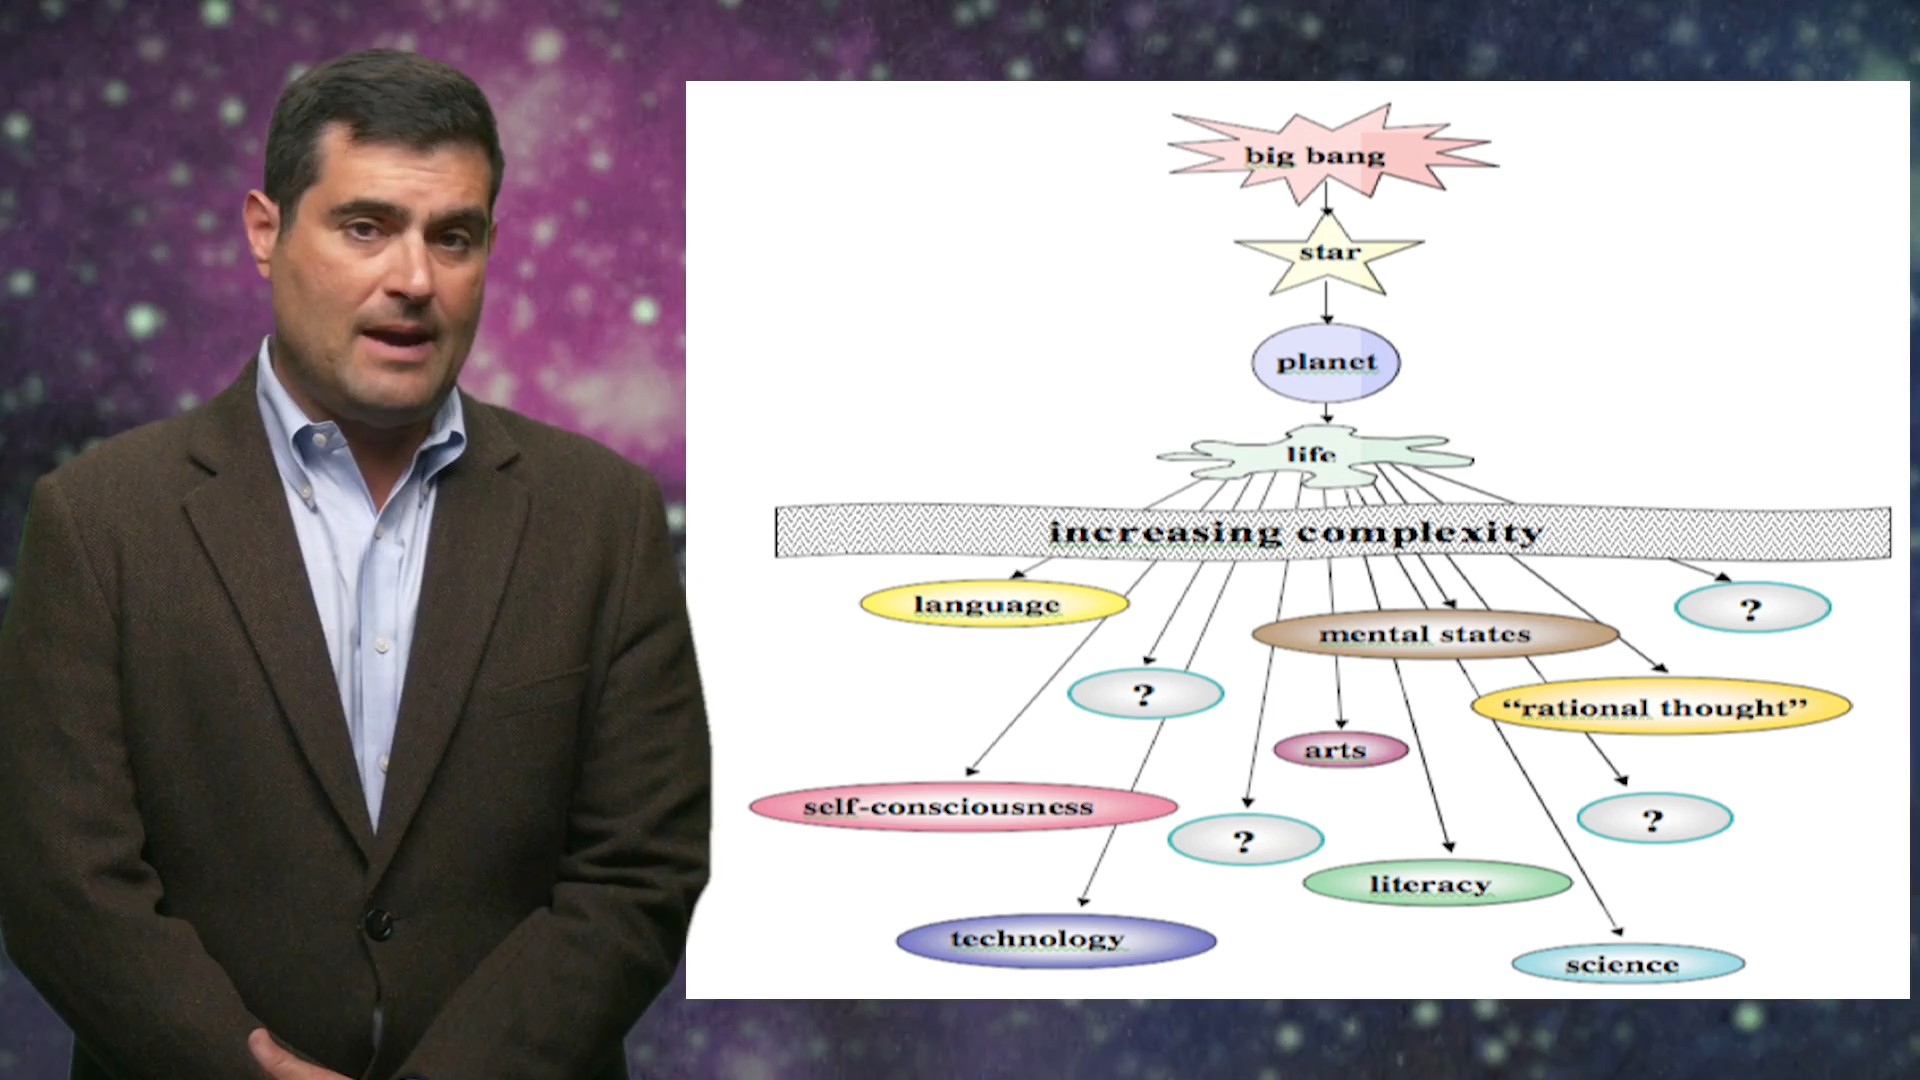 big bang
star
planet
life
increasing complexity
language
?
mental states
?
"rational thought"
arts
self-consciousness
?
?
literacy
technology
science